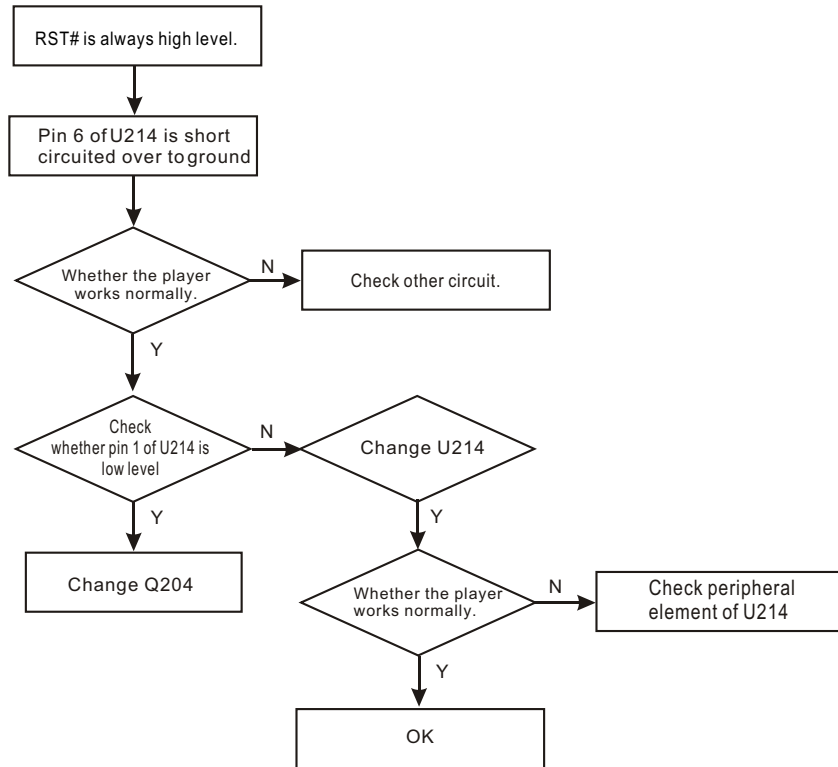 RST# is always high level.
Pin 6 of U214 is short
circuited over to ground
Whether the player
works normally.
N
Check other circuit.
Y
Check
whether pin 1 of U214 is
low level
N
Change U214
Y
Y
Change Q204
Whether the player
works normally.
N
Check peripheral
element of U214
Y
OK